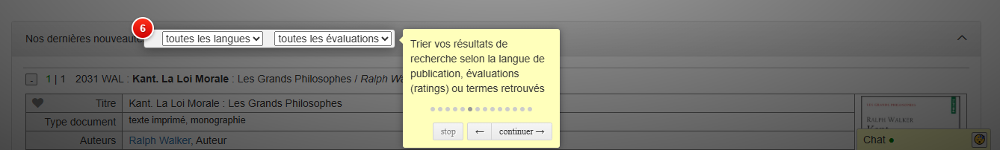 6
Nos dernières nouveauté
toutes les langues
toutes les évaluations
Trier vos résultats de
recherche selon la langue de
publication, évaluations
(ratings) ou termes retrouvés
stop
←
continuer →
- 1 | 1 2031 WAL : Kant. La Loi Morale : Les Grands Philosophes / Ralph Wa
Titre Kant. La Loi Morale : Les Grands Philosophes
Type document texte imprimé, monographie
Auteurs Ralph Walker, Auteur
LES GRANDS PHILOSOPHES
RALPH WALKER
Kant
Chat